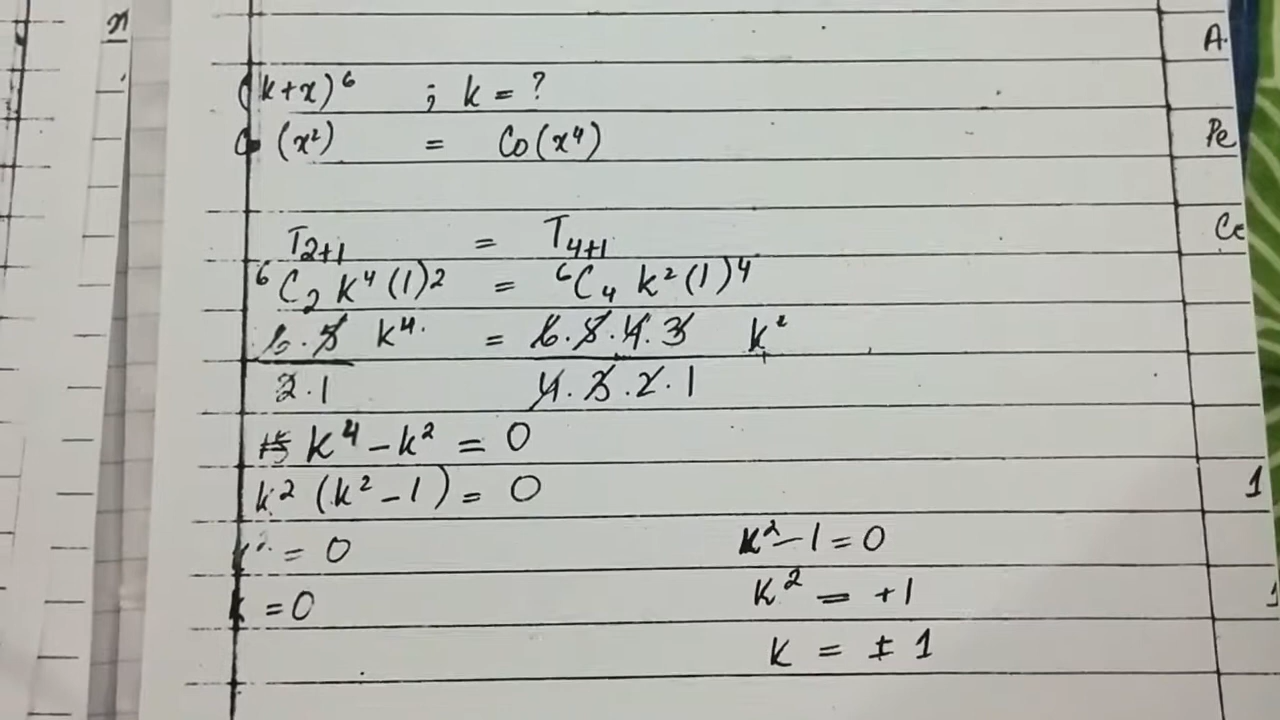 (k+x)⁶ ; k = ?
(x²) = Co(x⁴)
T₂₊₁ = T₄₊₁
⁶C₂ k⁴ (1)² = ⁶C₄ k² (1)⁴
6.5 k⁴ = 6.5.4.3 k²
2.1 4.3.2.1
k⁴ - k² = 0
k² (k² - 1) = 0
k² = 0 k² - 1 = 0
k = 0 k² = +1
k = ± 1
A.
Pe
1